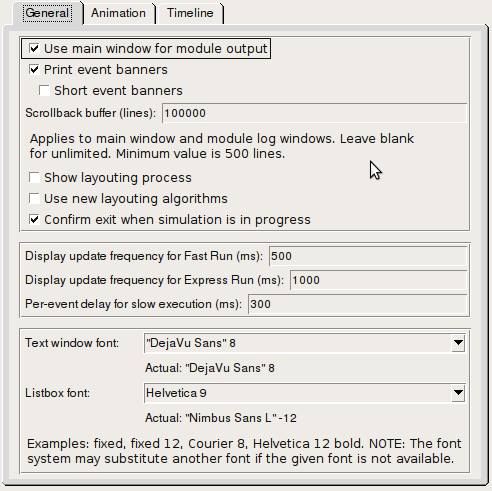 General Animation Timeline
Use main window for module output
Print event banners
Short event banners
Scrollback buffer (lines): 100000
Applies to main window and module log windows. Leave blank
for unlimited. Minimum value is 500 lines.
Show layouting process
Use new layouting algorithms
Confirm exit when simulation is in progress
Display update frequency for Fast Run (ms): 500
Display update frequency for Express Run (ms): 1000
Per-event delay for slow execution (ms): 300
Text window font: "DejaVu Sans" 8
Actual: "DejaVu Sans" 8
Listbox font: Helvetica 9
Actual: "Nimbus Sans L" -12
Examples: fixed, fixed 12, Courier 8, Helvetica 12 bold. NOTE: The font
system may substitute another font if the given font is not available.